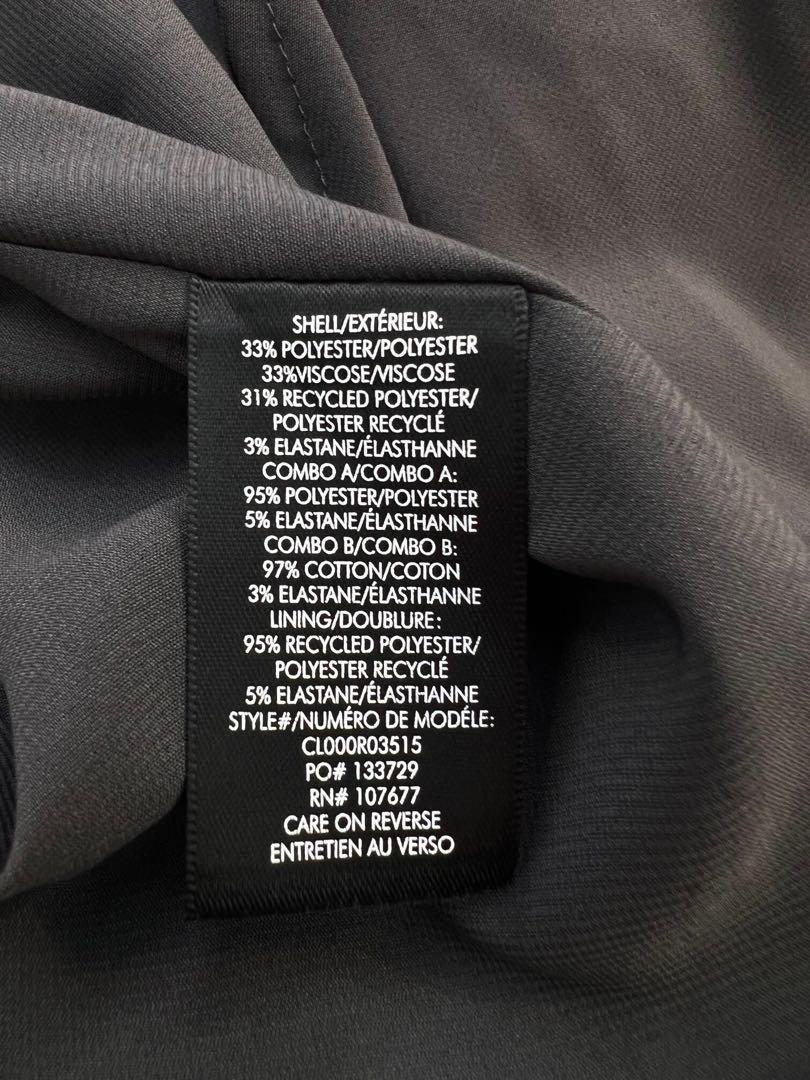 SHELL/EXTÉRIEUR:
33% POLYESTER/POLYESTER
33%VISCOSE/VISCOSE
31% RECYCLED POLYESTER/
POLYESTER RECYCLÉ
3% ELASTANE/ÉLASTHANNE
COMBO A/COMBO A:
95% POLYESTER/POLYESTER
5% ELASTANE/ÉLASTHANNE
COMBO B/COMBO B:
97% COTTON/COTON
3% ELASTANE/ÉLASTHANNE
LINING/DOUBLURE:
95% RECYCLED POLYESTER/
POLYESTER RECYCLÉ
5% ELASTANE/ÉLASTHANNE
STYLE#/NUMÉRO DE MODÉLE:
CL000R03515
PO# 133729
RN# 107677
CARE ON REVERSE
ENTRETIEN AU VERSO